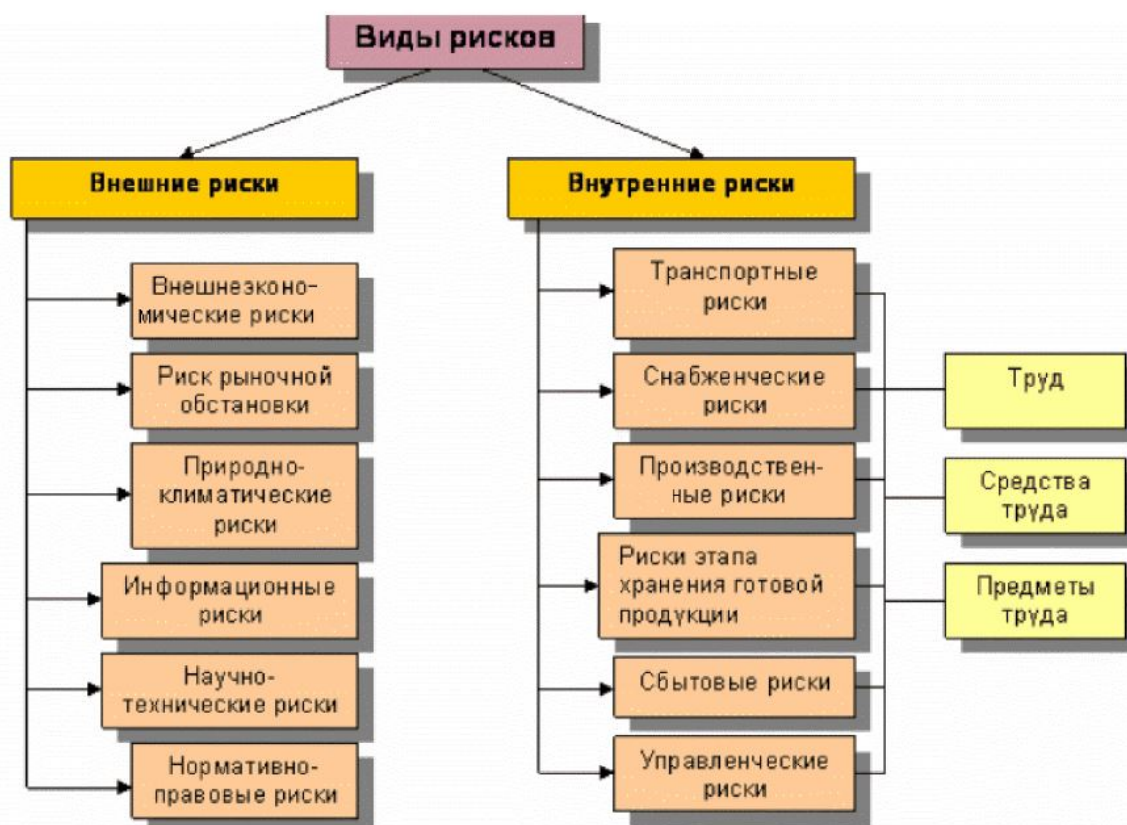 Виды рисков
Внешние риски
Внешнезконо-
мические риски
Риск рыночной
обстановки
Природно-
климатические
риски
Информационные
риски
Научно-
технические риски
Нормативно-
правовые риски
Внутренние риски
Транспортные
риски
Снабженческие
риски
Производствен-
ные риски
Риски этапа
хранения готовой
продукции
Сбытовые риски
Управленческие
риски
Труд
Средства
труда
Предметы
труда